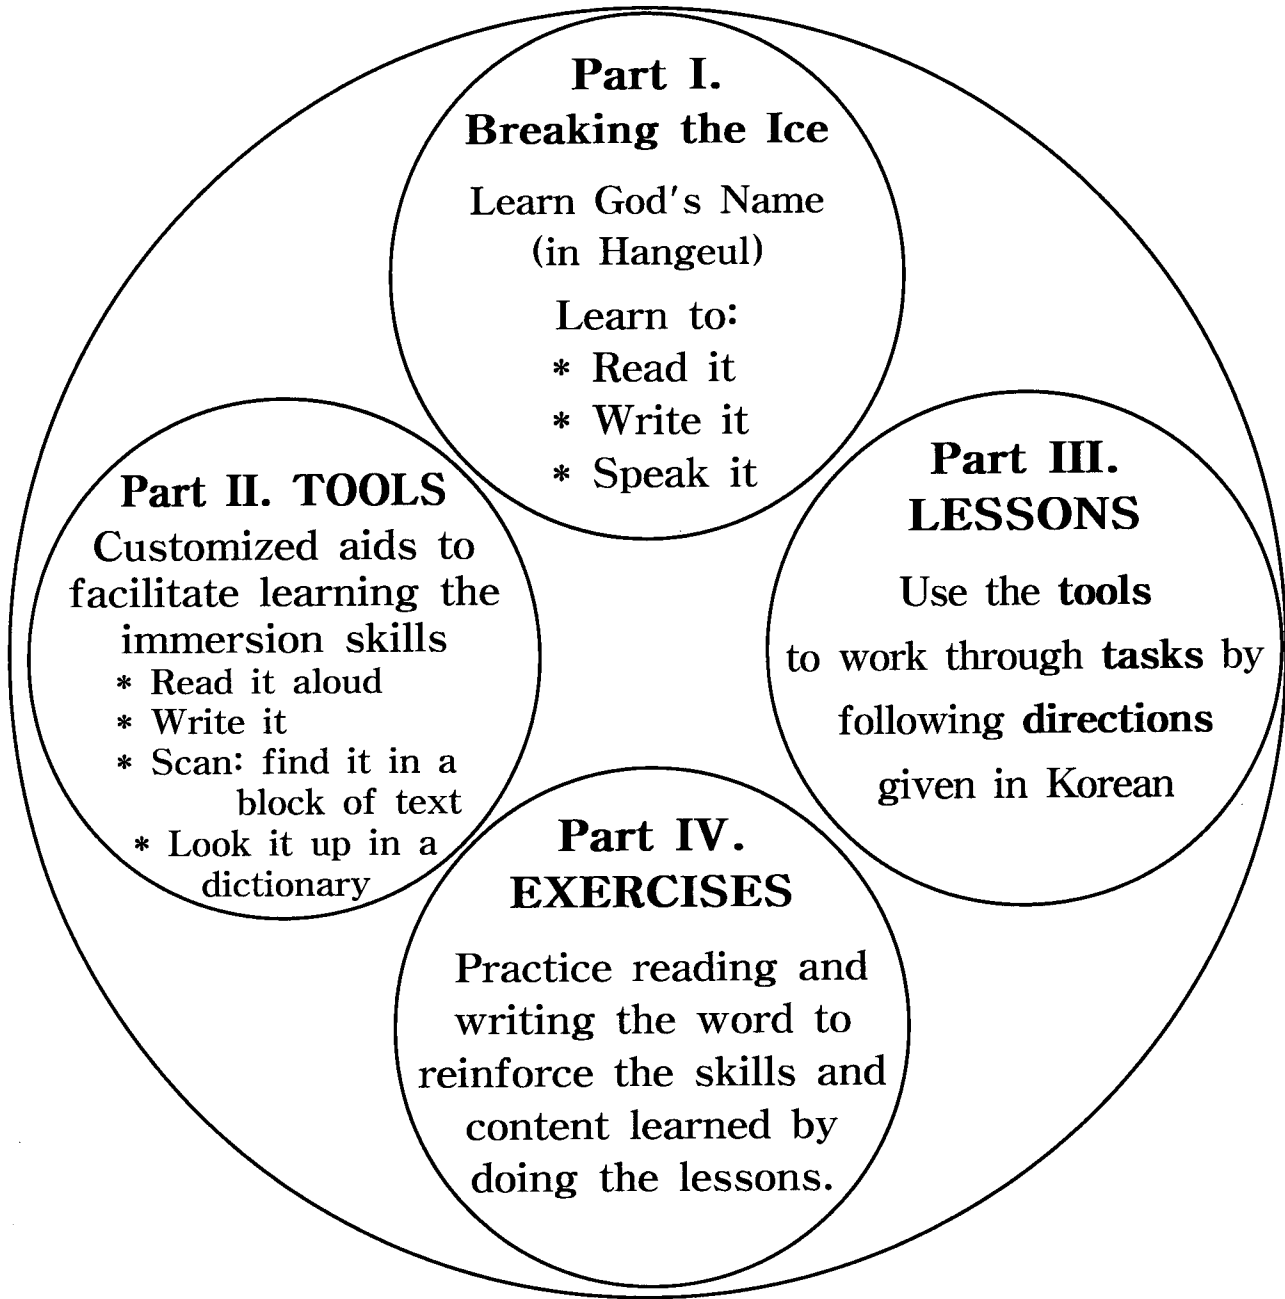 Part I.
Breaking the Ice
Learn God's Name
(in Hangeul)
Learn to:
* Read it
* Write it
* Speak it
Part II. TOOLS
Customized aids to
facilitate learning the
immersion skills
* Read it aloud
* Write it
* Scan: find it in a
block of text
* Look it up in a
dictionary
Part III.
LESSONS
Use the tools
to work through tasks by
following directions
given in Korean
Part IV.
EXERCISES
Practice reading and
writing the word to
reinforce the skills and
content learned by
doing the lessons.